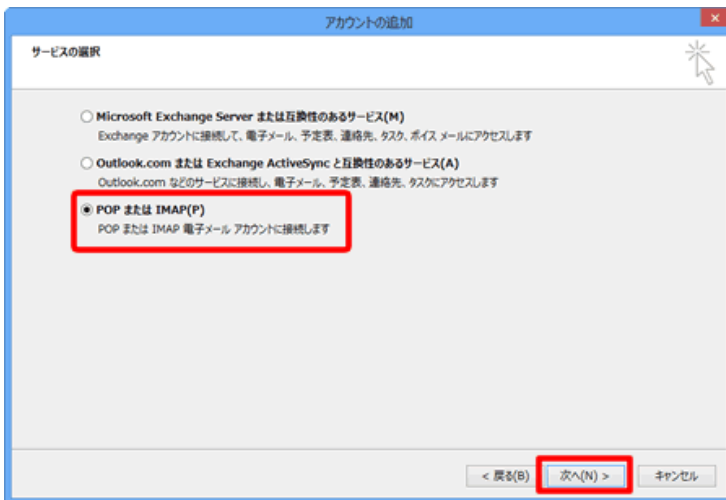 アカウントの追加
サービスの選択
Microsoft Exchange Server または互換性のあるサービス(M)
Exchange アカウントに接続して、電子メール、予定表、連絡先、タスク、ボイス メールにアクセスします
Outlook.com または Exchange ActiveSync と互換性のあるサービス(A)
Outlook.com などのサービスに接続し、電子メール、予定表、連絡先、タスクにアクセスします
POP または IMAP(P)
POP または IMAP 電子メール アカウントに接続します
< 戻る(B) 次へ(N) > キャンセル